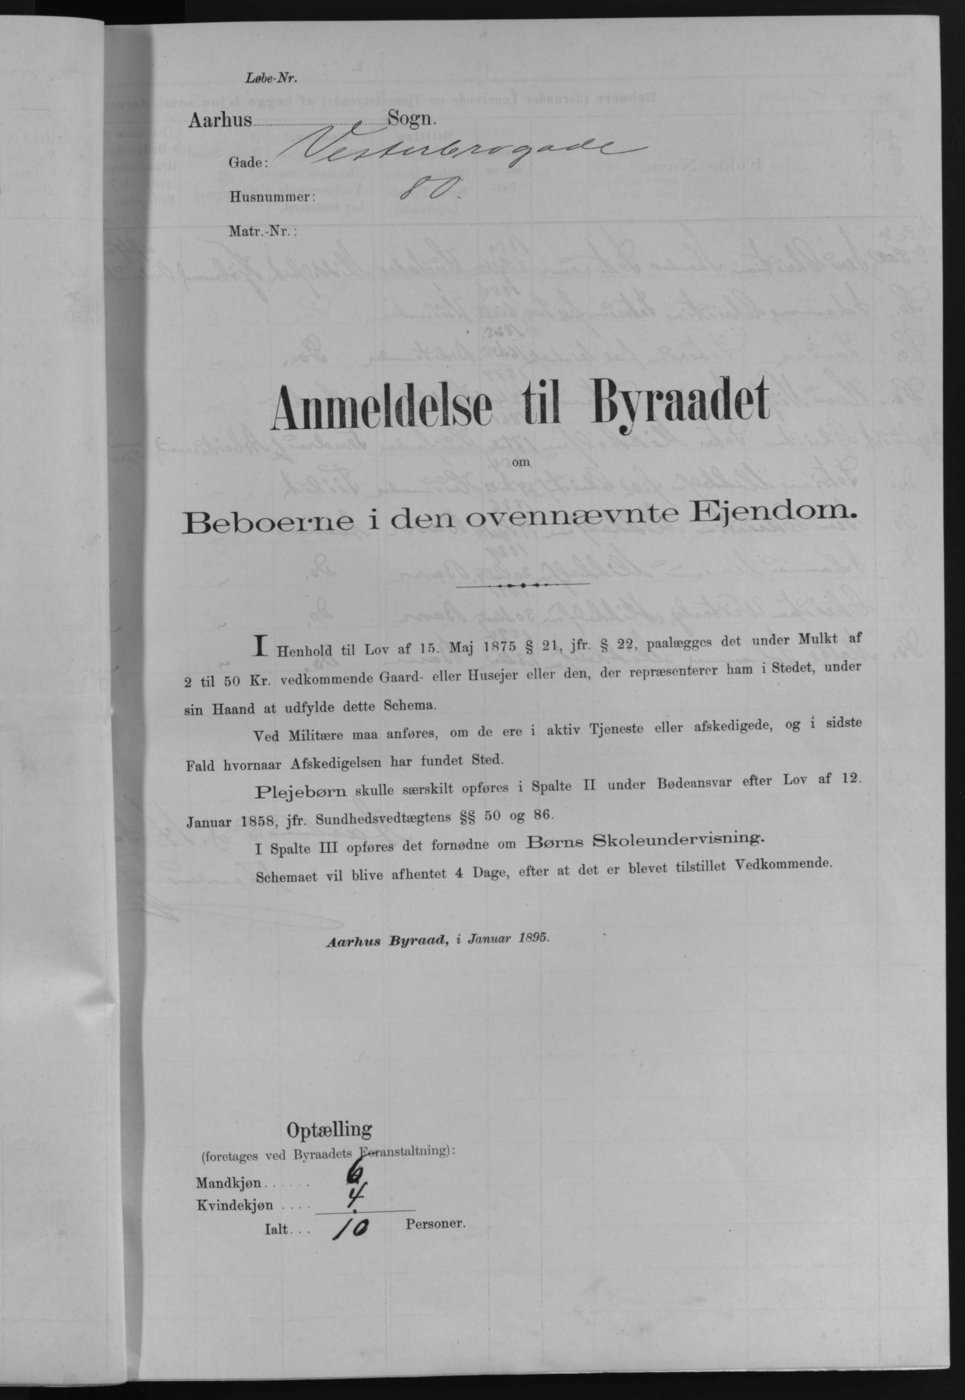 Løbe-Nr.
Aarhus Sogn.
Gade: Vesterbrogade
Husnummer: 80.
Matr.-Nr.:
Anmeldelse til Byraadet
om
Beboerne i den ovennævnte Ejendom.
I Henhold til Lov af 15. Maj 1875 § 21, jfr. § 22, paalægges det under Mulkt af
2 til 50 Kr. vedkommende Gaard- eller Husejer eller den, der repræsenterer ham i Stedet, under
sin Haand at udfylde dette Schema.
Ved Militære maa anføres, om de ere i aktiv Tjeneste eller afskedigede, og i sidste
Fald hvornaar Afskedigelsen har fundet Sted.
Plejebørn skulle særskilt opføres i Spalte II under Bødeansvar efter Lov af 12.
Januar 1858, jfr. Sundhedsvedtægtens §§ 50 og 86.
I Spalte III opføres det fornødne om Børns Skoleundervisning.
Schemaet vil blive afhentet 4 Dage, efter at det er blevet tilstillet Vedkommende.
Aarhus Byraad, i Januar 1895.
Optælling
(foretages ved Byraadets Foranstaltning):
Mandkjøn...... 6
Kvindekjøn .... 4
Ialt... 10 Personer.